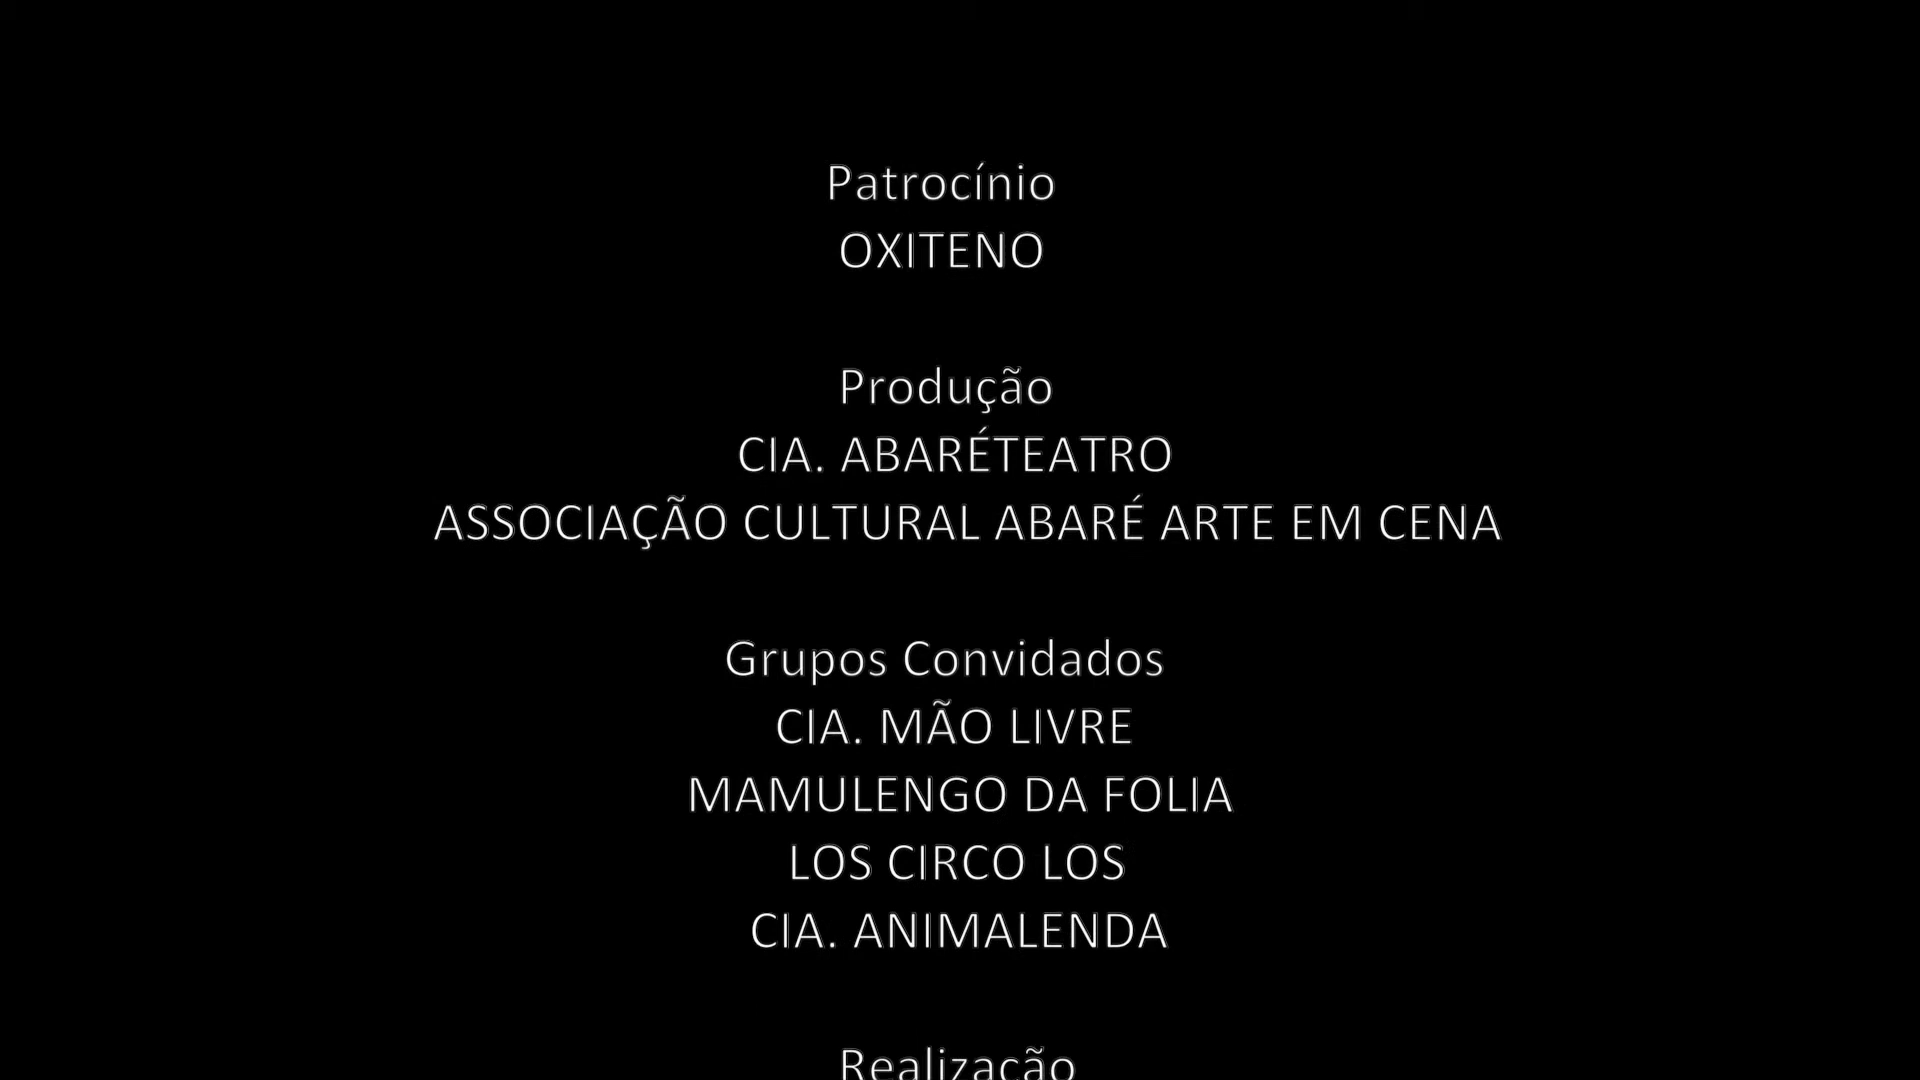 Patrocínio
OXITENO
Produção
CIA. ABARÉTEATRO
ASSOCIAÇÃO CULTURAL ABARÉ ARTE EM CENA
Grupos Convidados
CIA. MÃO LIVRE
MAMULENGO DA FOLIA
LOS CIRCO LOS
CIA. ANIMALENDA
Realização